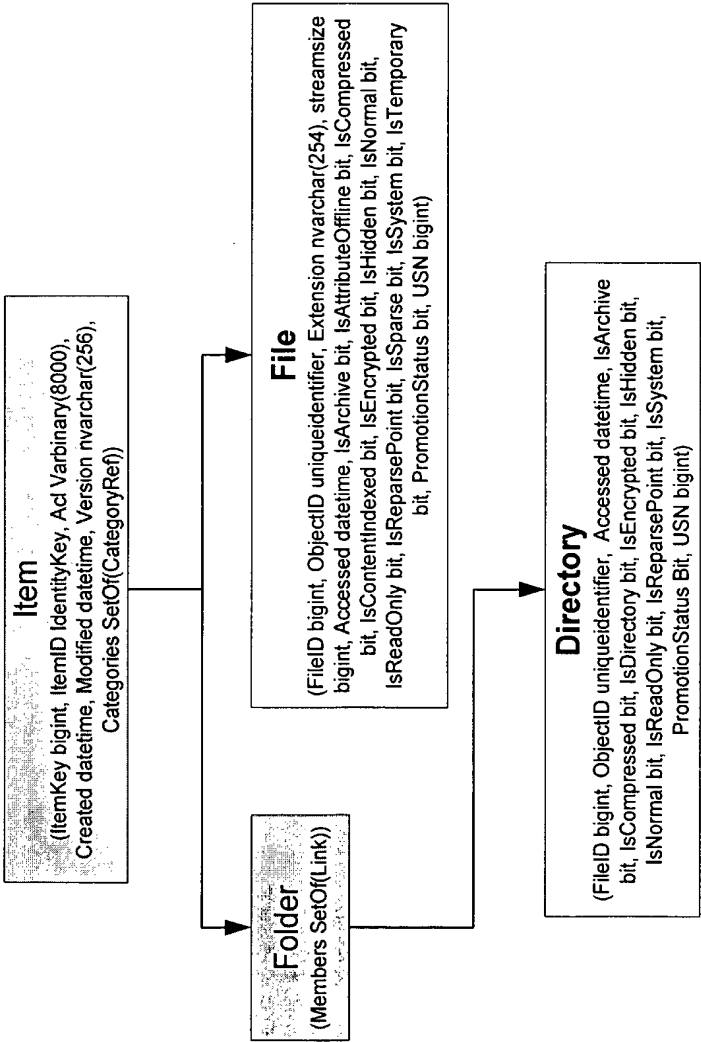 Item
(ItemKey bigint, ItemID IdentityKey, Acl Varbinary(8000),
Created datetime, Modified datetime, Version nvarchar(256),
Categories SetOf(CategoryRef))
Folder
(Members SetOf(Link))
File
(FileID bigint, ObjectID uniqueidentifier, Extension nvarchar(254), streamsize
bigint, Accessed datetime, IsArchive bit, IsAttributeOffline bit, IsCompressed
bit, IsContentIndexed bit, IsEncrypted bit, IsHidden bit, IsNormal bit,
IsReadOnly bit, IsReparsePoint bit, IsSparse bit, IsSystem bit, IsTemporary
bit, PromotionStatus bit, USN bigint)
Directory
(FileID bigint, ObjectID uniqueidentifier, Accessed datetime, IsArchive
bit, IsCompressed bit, IsDirectory bit, IsEncrypted bit, IsHidden bit,
IsNormal bit, IsReadOnly bit, IsReparsePoint bit, IsSystem bit,
PromotionStatus Bit, USN bigint)